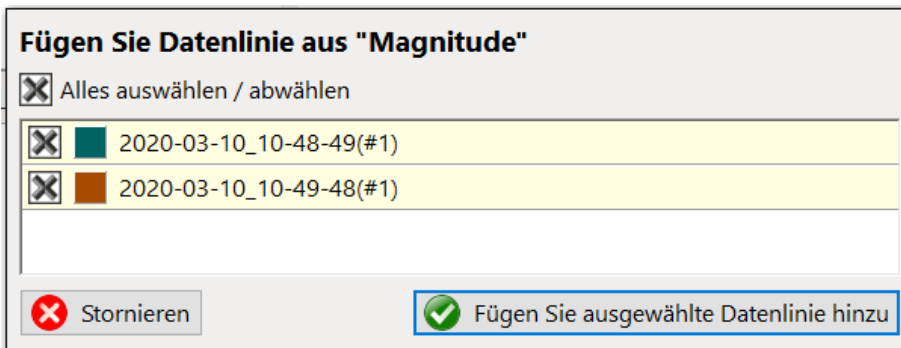 Fügen Sie Datenlinie aus "Magnitude"
Alles auswählen / abwählen
2020-03-10_10-48-49(#1)
2020-03-10_10-49-48(#1)
Stornieren
Fügen Sie ausgewählte Datenlinie hinzu